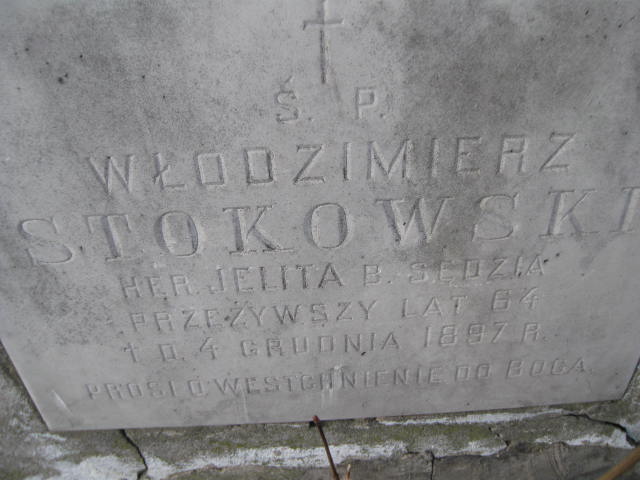 Ś. P.
WŁODZIMIERZ
STOKOWSKI
HER. JELITA B. SĘDZIA
PRZEŻYWSZY LAT 64
† D. 4 GRUDNIA 1897 R.
PROSI O WESTCHNIENIE DO BOGA.